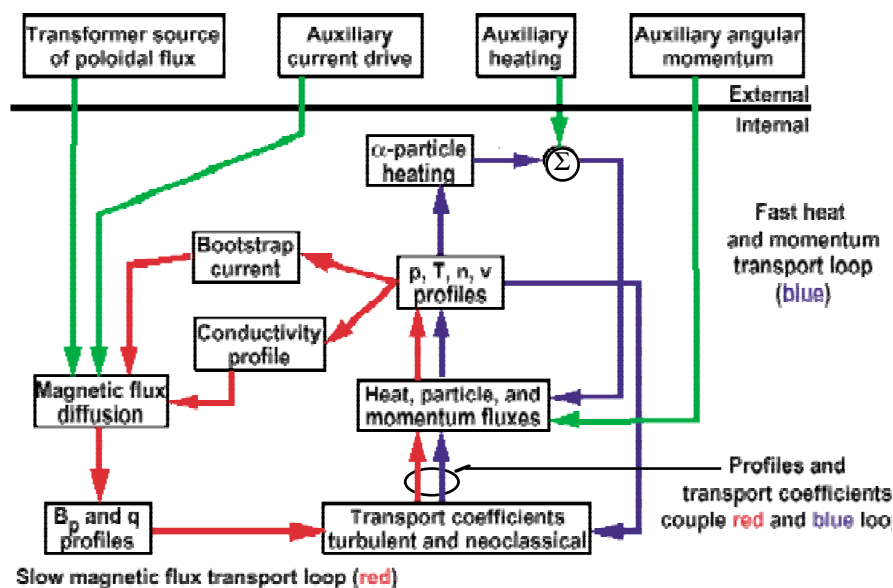 Transformer source
of poloidal flux
Auxiliary
current drive
Auxiliary
heating
Auxiliary angular
momentum
External
Internal
α-particle
heating
Σ
Fast heat
and momentum
transport loop
(blue)
Bootstrap
current
p, T, n, v
profiles
Conductivity
profile
Magnetic flux
diffusion
Heat, particle, and
momentum fluxes
Profiles and
transport coefficients
couple red and blue loop
Bp and q
profiles
Transport coefficients
(turbulent and neoclassical)
Slow magnetic flux transport loop (red)